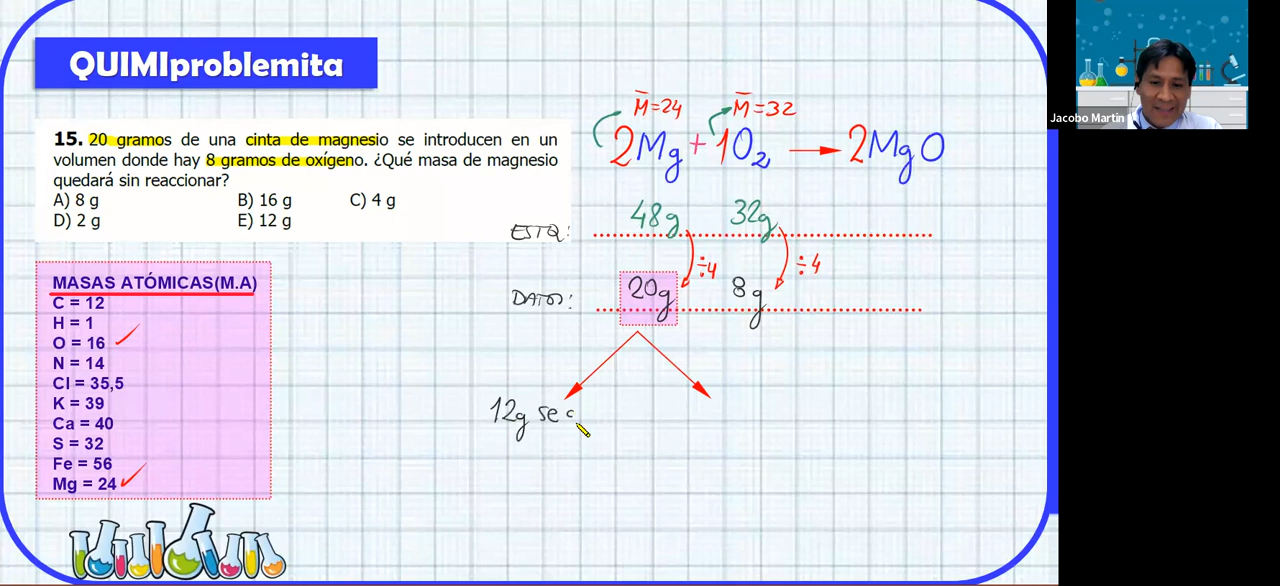 QUIMIproblemita
15. 20 gramos de una cinta de magnesio se introducen en un
volumen donde hay 8 gramos de oxígeno. ¿Qué masa de magnesio
quedará sin reaccionar?
A) 8 g B) 16 g C) 4 g
D) 2 g E) 12 g
MASAS ATÓMICAS(M.A)
C = 12
H = 1
O = 16
N = 14
Cl = 35,5
K = 39
Ca = 40
S = 32
Fe = 56
Mg = 24
M̅=24 M̅=32
2Mg + 1O₂ → 2MgO
ESTQ: 48g 32g
÷4 ÷4
DATOS: 20g 8g
12g se c
Jacobo Martin